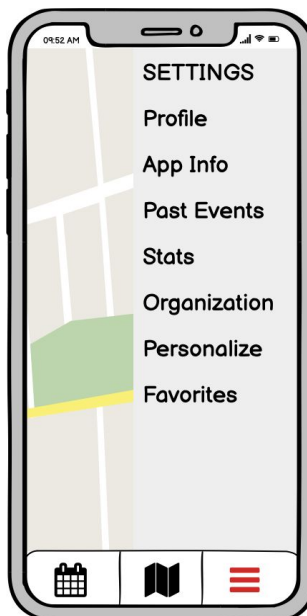 09:52 AM
SETTINGS
Profile
App Info
Past Events
Stats
Organization
Personalize
Favorites